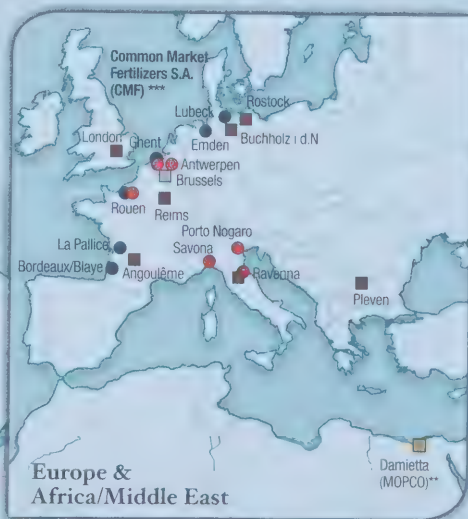 Common Market
Fertilizers S.A.
(CMF) ***
Lubeck
Rostock
London
Ghent
Emden
Buchholz i d.N
Antwerpen
Brussels
Rouen
Reims
La Pallice
Porto Nogaro
Savona
Bordeaux/Blaye
Angoulême
Ravenna
Pleven
Damietta
(MOPCO)**
Europe &
Africa/Middle East